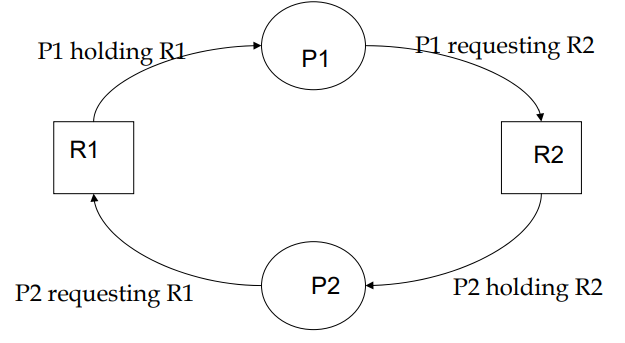 P1 holding R1
P1
P1 requesting R2
R1
R2
P2 requesting R1
P2
P2 holding R2